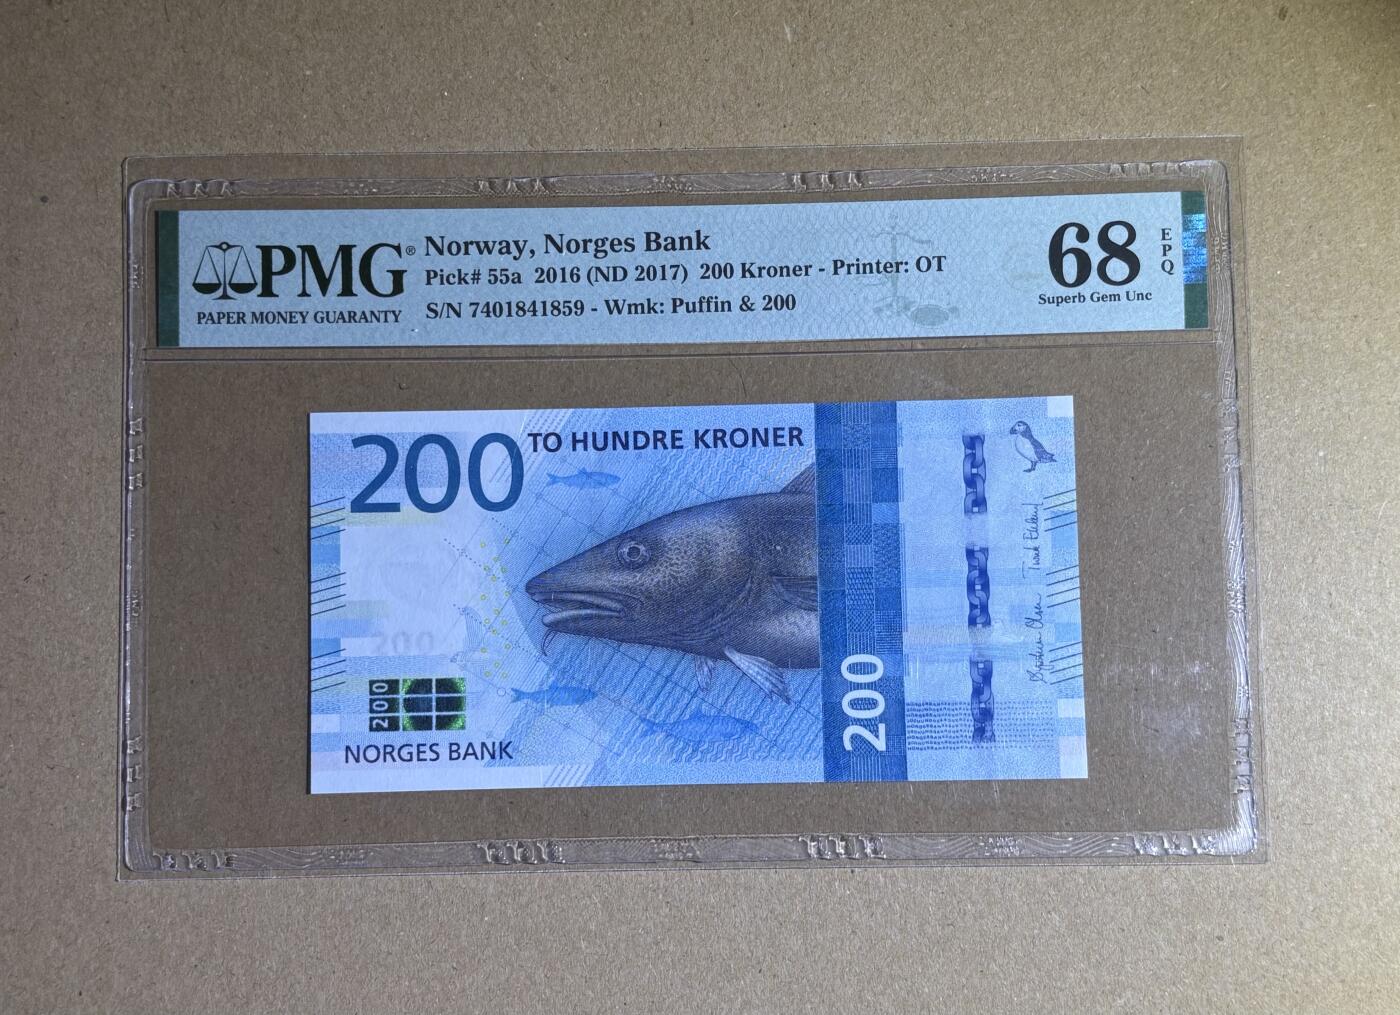 PMG®
PAPER MONEY GUARANTY
Norway, Norges Bank
Pick# 55a 2016 (ND 2017) 200 Kroner - Printer: OT
S/N 7401841859 - Wmk: Puffin & 200
68
EPQ
Superb Gem Unc
200
TO HUNDRE KRONER
200
200
NORGES BANK
200